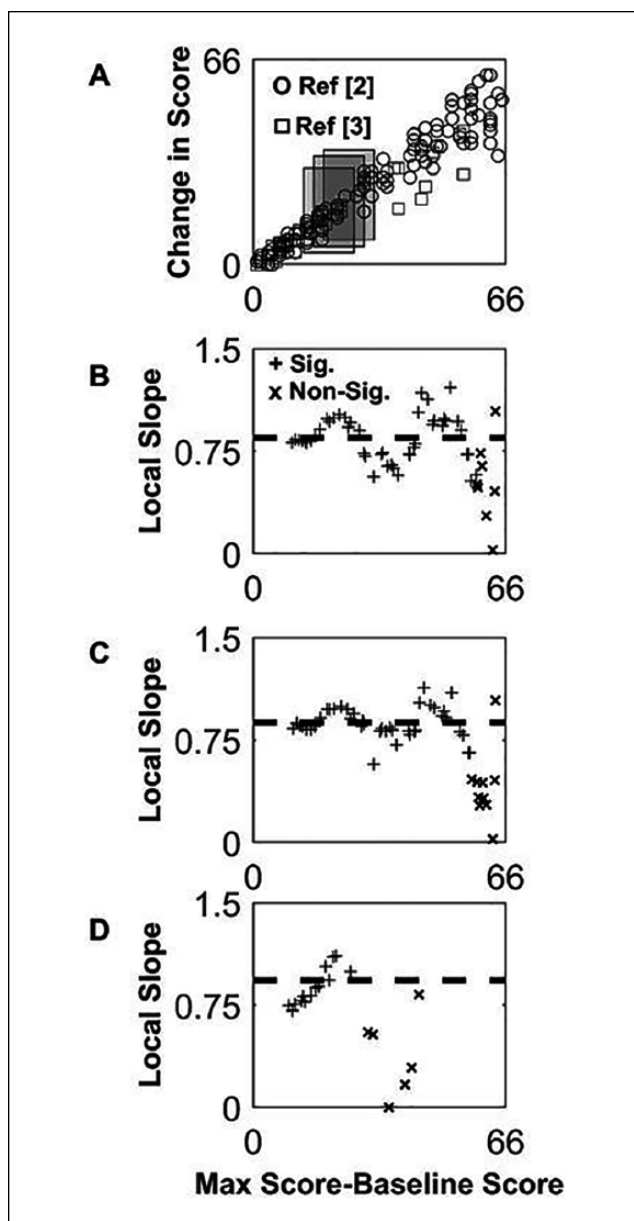 A
Change in Score
66
0
O Ref [2]
□ Ref [3]
0
66
B
Local Slope
1.5
0.75
0
+ Sig.
× Non-Sig.
0
66
C
Local Slope
1.5
0.75
0
0
66
D
Local Slope
1.5
0.75
0
0
66
Max Score-Baseline Score